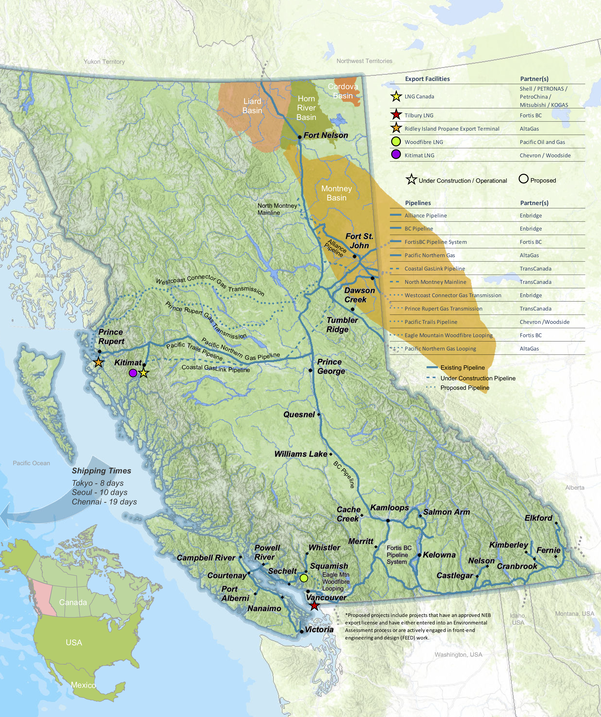 Yukon Territory
Northwest Territories
Liard
Basin
Horn
River
Basin
Cordova
Basin
Fort Nelson
Montney
Basin
North Montney
Mainline
Alliance
Pipeline
Fort St.
John
Dawson
Creek
Tumbler
Ridge
Westcoast Connector Gas Transmission
Prince Rupert Gas Transmission
Pacific Northern Gas Pipeline
Pacific Trails Pipeline
Coastal GasLink Pipeline
Prince
Rupert
Kitimat
Prince
George
Quesnel
Williams Lake
BC Pipeline
Cache
Creek
Kamloops
Salmon Arm
Merritt
Fortis BC
Pipeline
System
Kelowna
Elkford
Kimberley
Fernie
Nelson
Cranbrook
Castlegar
Campbell River
Powell
River
Whistler
Squamish
Courtenay
Sechelt
Eagle Mtn
Woodfibre
Looping
Port
Alberni
Nanaimo
Vancouver
Victoria
Pacific Ocean
Shipping Times
Tokyo - 8 days
Seoul - 10 days
Chennai - 19 days
Canada
USA
Mexico
Alberta
Idaho,
USA
Montana, USA
Washington, USA
*Proposed projects include projects that have an approved NEB
export license and have either entered into an Environmental
Assessment process or are actively engaged in front-end
engineering and design (FEED) work.
Export Facilities Partner(s)
LNG Canada Shell / PETRONAS /
PetroChina /
Mitsubishi / KOGAS
Tilbury LNG Fortis BC
Ridley Island Propane Export Terminal AltaGas
Woodfibre LNG Pacific Oil and Gas
Kitimat LNG Chevron / Woodside
Under Construction / Operational Proposed
Pipelines Partner(s)
Alliance Pipeline Enbridge
BC Pipeline Enbridge
FortisBC Pipeline System Fortis BC
Pacific Northern Gas AltaGas
Coastal GasLink Pipeline TransCanada
North Montney Mainline TransCanada
Westcoast Connector Gas Transmission Enbridge
Prince Rupert Gas Transmission TransCanada
Pacific Trails Pipeline Chevron /Woodside
Eagle Mountain Woodfibre Looping Fortis BC
Pacific Northern Gas Looping AltaGas
Existing Pipeline
Under Construction Pipeline
Proposed Pipeline